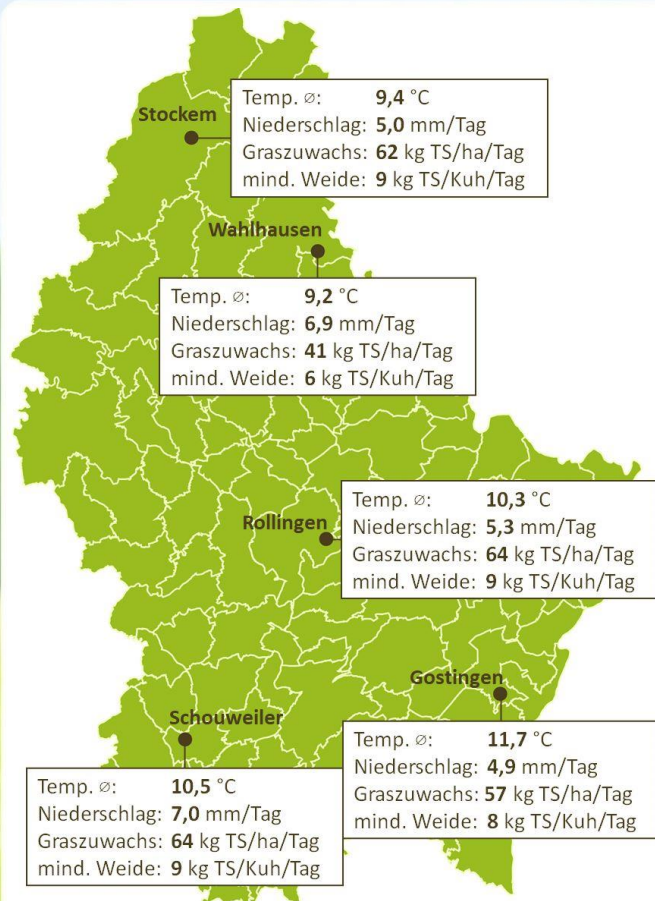 Stockem
Temp. ⌀: 9,4 °C
Niederschlag: 5,0 mm/Tag
Graszuwachs: 62 kg TS/ha/Tag
mind. Weide: 9 kg TS/Kuh/Tag
Wahlhausen
Temp. ⌀: 9,2 °C
Niederschlag: 6,9 mm/Tag
Graszuwachs: 41 kg TS/ha/Tag
mind. Weide: 6 kg TS/Kuh/Tag
Rollingen
Temp. ⌀: 10,3 °C
Niederschlag: 5,3 mm/Tag
Graszuwachs: 64 kg TS/ha/Tag
mind. Weide: 9 kg TS/Kuh/Tag
Gostingen
Temp. ⌀: 11,7 °C
Niederschlag: 4,9 mm/Tag
Graszuwachs: 57 kg TS/ha/Tag
mind. Weide: 8 kg TS/Kuh/Tag
Schouweiler
Temp. ⌀: 10,5 °C
Niederschlag: 7,0 mm/Tag
Graszuwachs: 64 kg TS/ha/Tag
mind. Weide: 9 kg TS/Kuh/Tag